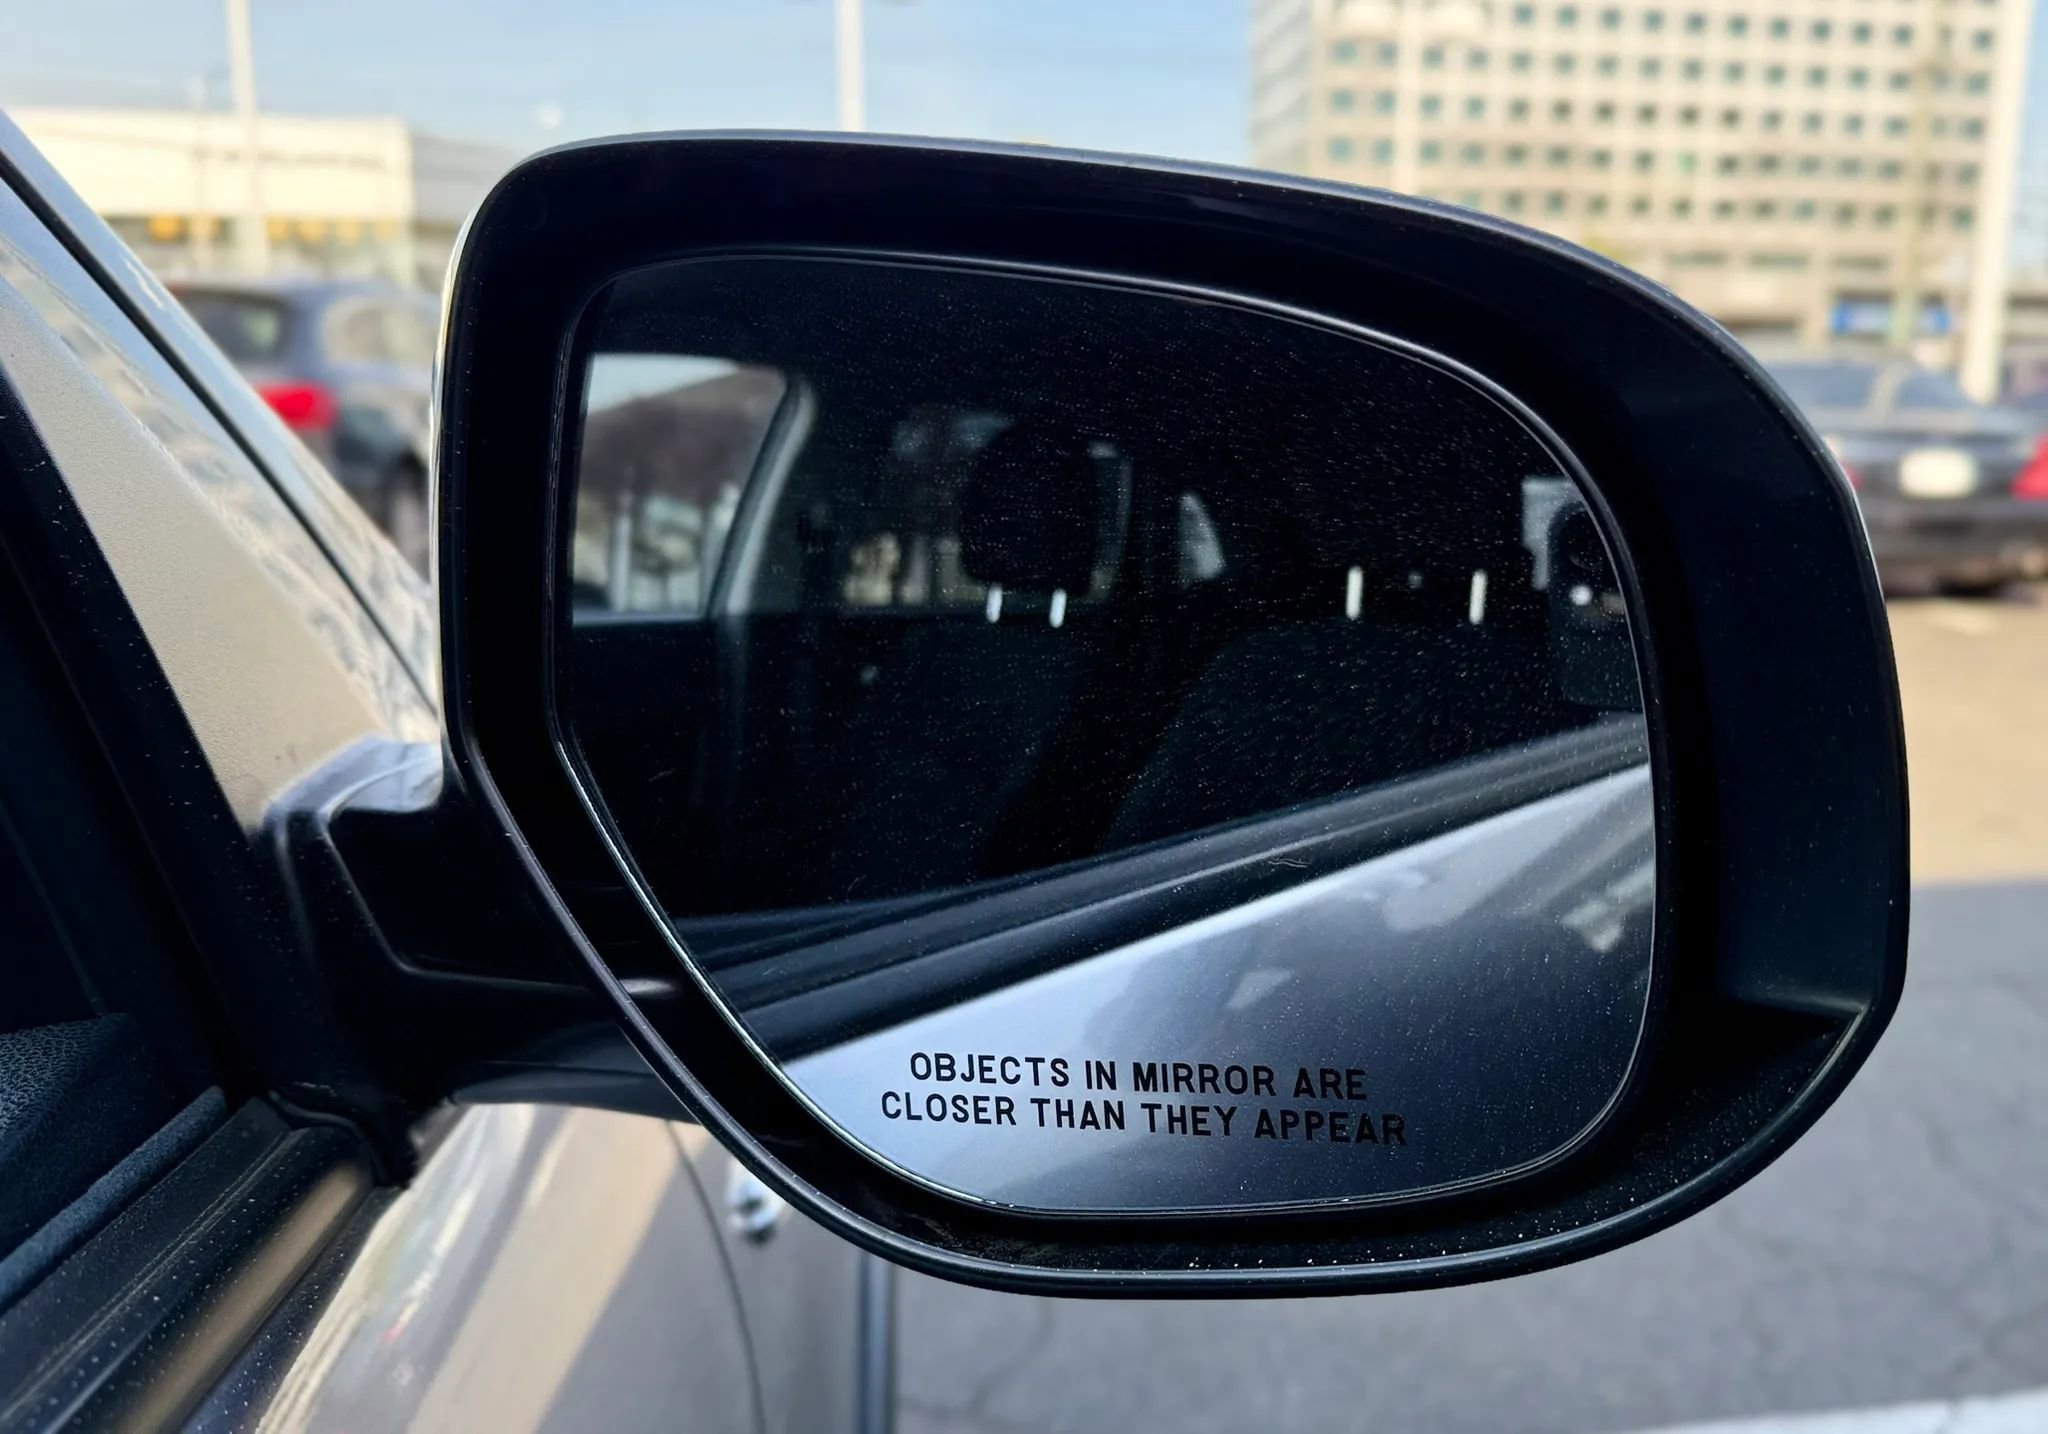 OBJECTS IN MIRROR ARE
CLOSER THAN THEY APPEAR